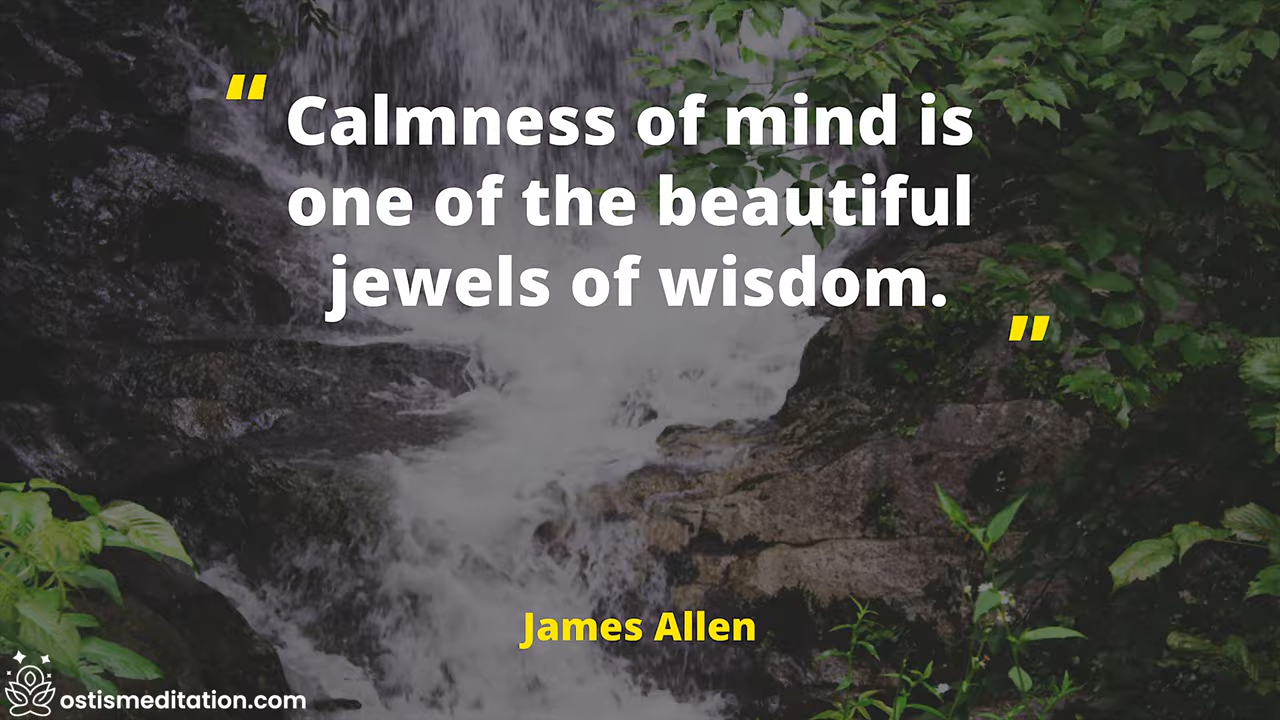 "Calmness of mind is
one of the beautiful
jewels of wisdom."
James Allen
ostismeditation.com